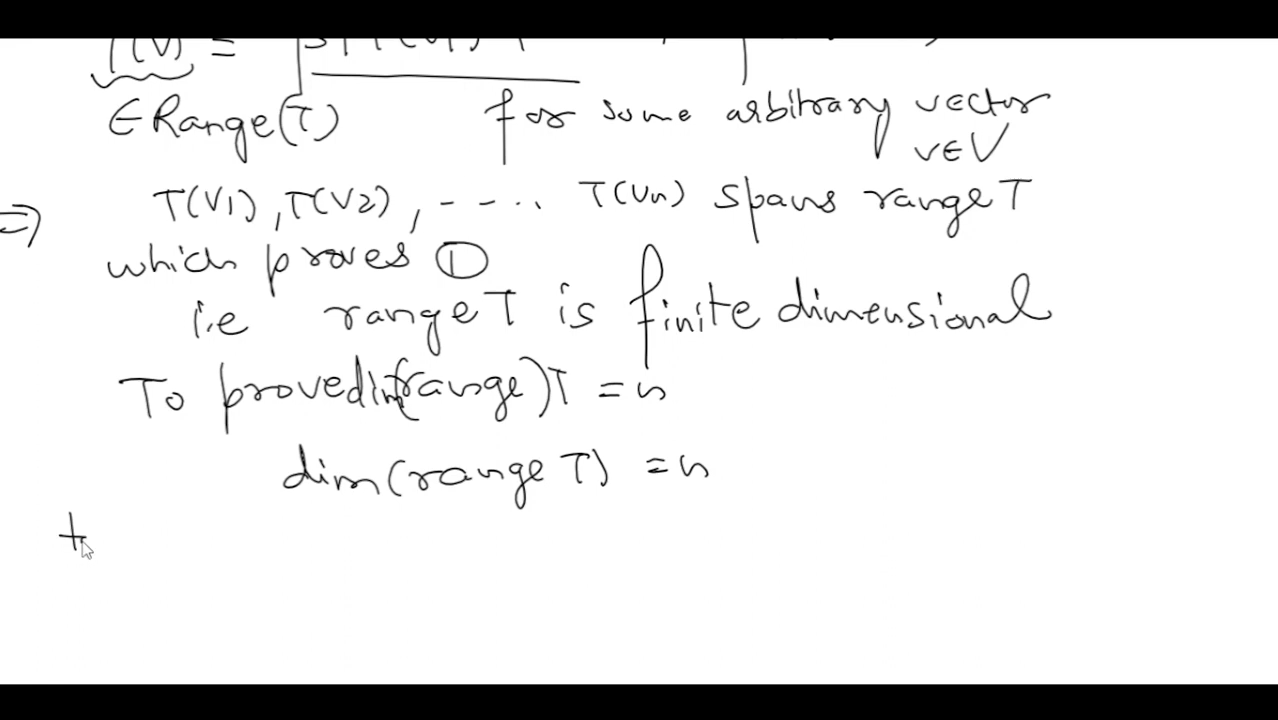 T(V) =
∈ Range(T) for some arbitrary vector
v∈V
⇒ T(V1), T(V2), ----.. T(Vn) spans range T
which proves ①
i.e range T is finite dimensional
To prove dim(range)T = n
dim(range T) = n